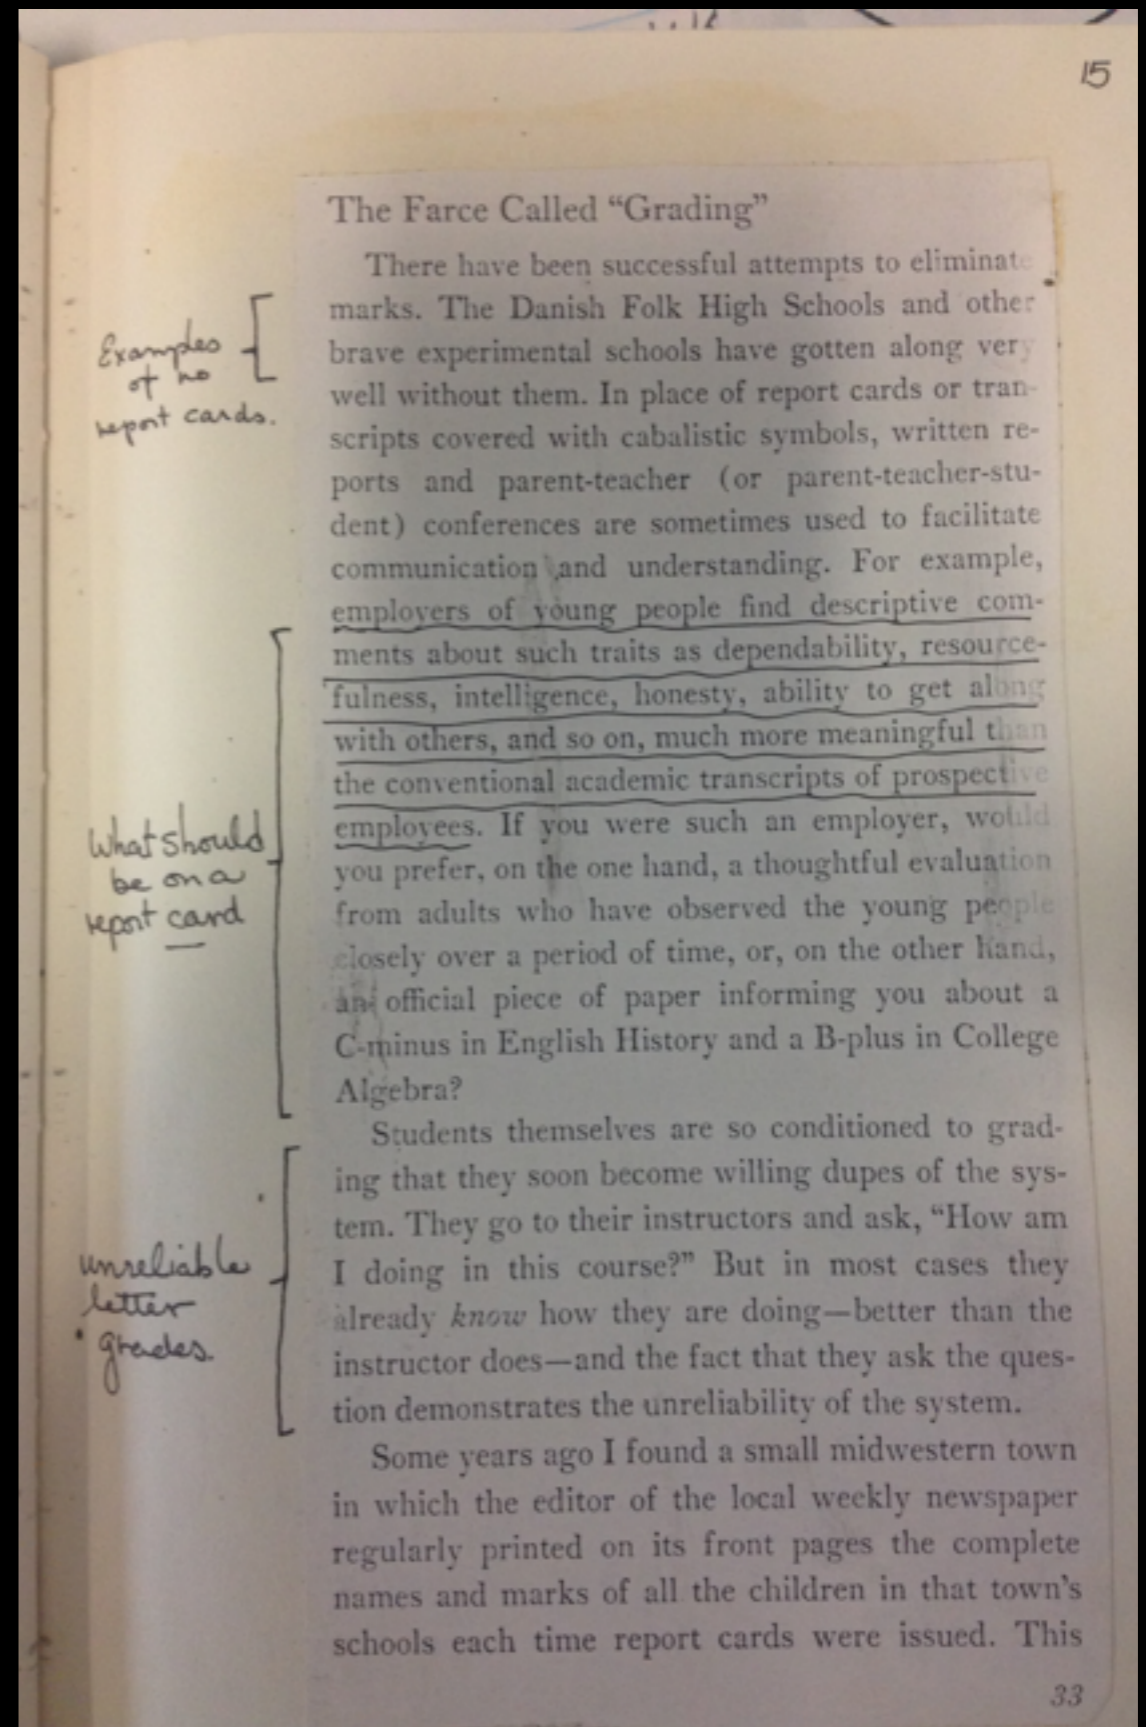 15
The Farce Called “Grading”
There have been successful attempts to eliminate
marks. The Danish Folk High Schools and other
brave experimental schools have gotten along very
well without them. In place of report cards or tran-
scripts covered with cabalistic symbols, written re-
ports and parent-teacher (or parent-teacher-stu-
dent) conferences are sometimes used to facilitate
communication and understanding. For example,
employers of young people find descriptive com-
ments about such traits as dependability, resource-
fulness, intelligence, honesty, ability to get along
with others, and so on, much more meaningful than
the conventional academic transcripts of prospective
employees. If you were such an employer, would
you prefer, on the one hand, a thoughtful evaluation
from adults who have observed the young people
closely over a period of time, or, on the other hand,
an official piece of paper informing you about a
C-minus in English History and a B-plus in College
Algebra?
Students themselves are so conditioned to grad-
ing that they soon become willing dupes of the sys-
tem. They go to their instructors and ask, “How am
I doing in this course?” But in most cases they
already know how they are doing—better than the
instructor does—and the fact that they ask the ques-
tion demonstrates the unreliability of the system.
Some years ago I found a small midwestern town
in which the editor of the local weekly newspaper
regularly printed on its front pages the complete
names and marks of all the children in that town’s
schools each time report cards were issued. This
33
Examples
of no
report cards.
What should
be on a
report card
unreliable
letter
grades.